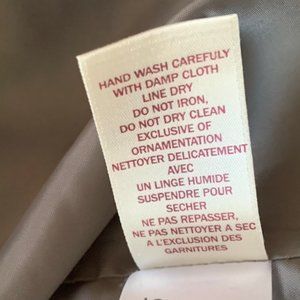 HAND WASH CAREFULY
WITH DAMP CLOTH
LINE DRY
DO NOT IRON,
DO NOT DRY CLEAN
EXCLUSIVE OF
ORNAMENTATION
NETTOYER DELICATEMENT
AVEC
UN LINGE HUMIDE
SUSPENDRE POUR
SECHER
NE PAS REPASSER,
NE PAS NETTOYER A SEC
A L'EXCLUSION DES
GARNITURES